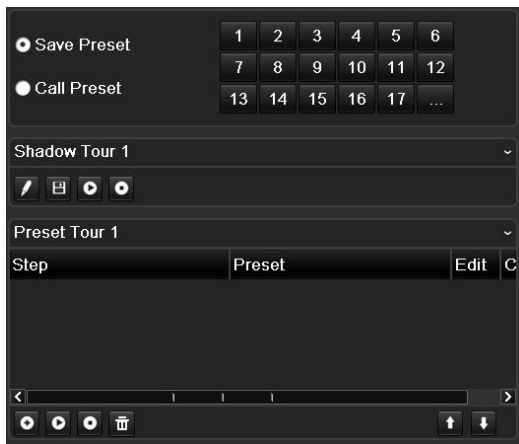 Save Preset
Call Preset
1 2 3 4 5 6
7 8 9 10 11 12
13 14 15 16 17 ...
Shadow Tour 1
Preset Tour 1
Step Preset Edit C